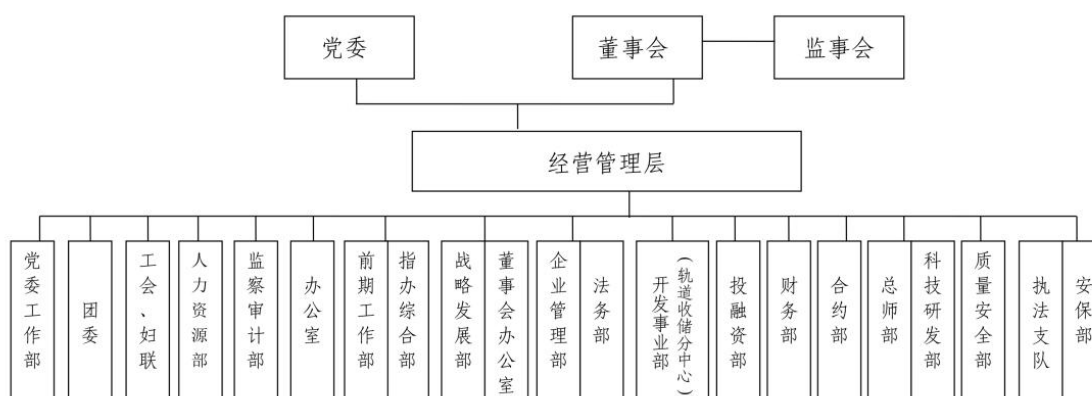 党委
董事会
监事会
经营管理层
党委工作部
团委
工会、妇联
人力资源部
监察审计部
办公室
前期工作部
指办综合部
战略发展部
董事会办公室
企业管理部
法务部
开发事业部
(轨道收储分中心)
投融资部
财务部
合约部
总师部
科技研发部
质量安全部
执法支队
安保部